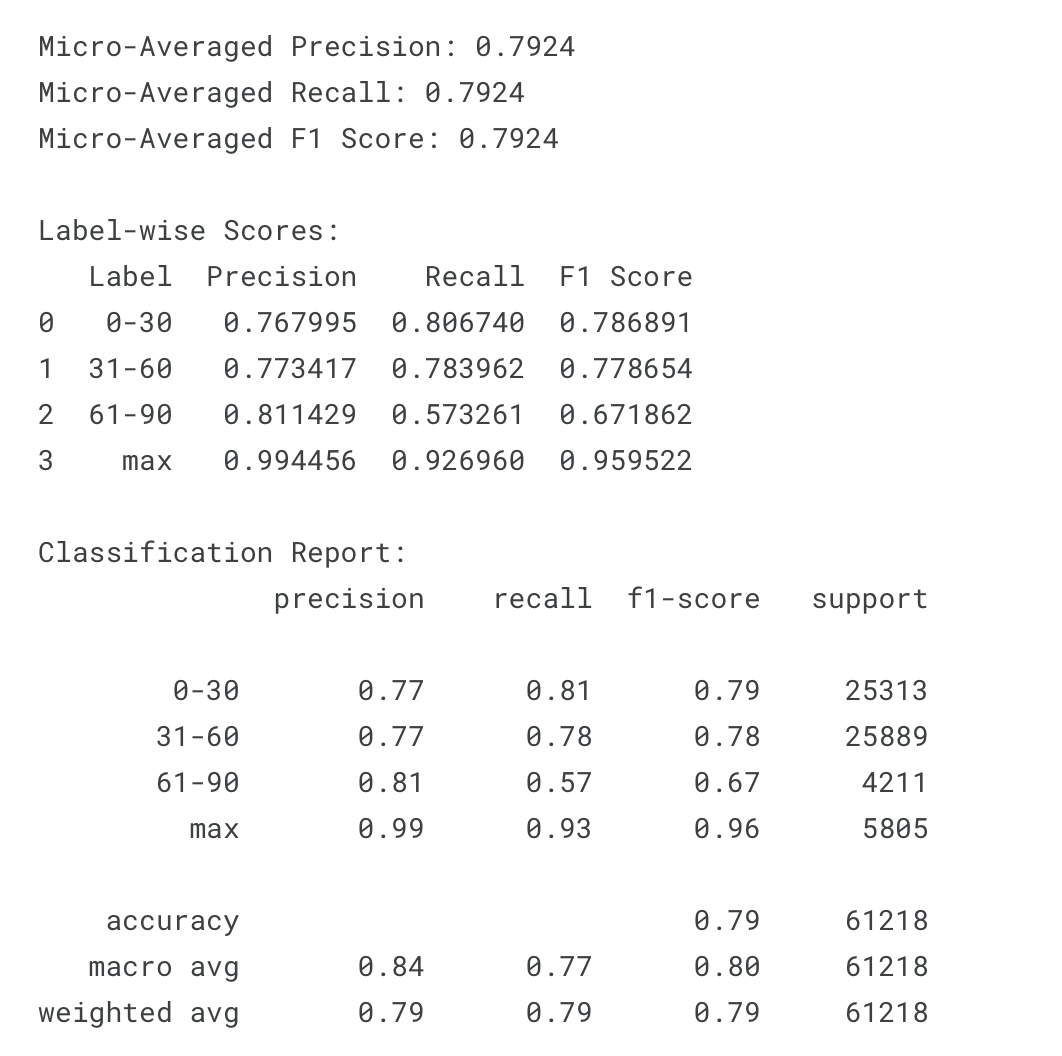 Micro-Averaged Precision: 0.7924
Micro-Averaged Recall: 0.7924
Micro-Averaged F1 Score: 0.7924
Label-wise Scores:
Label Precision Recall F1 Score
0 0-30 0.767995 0.806740 0.786891
1 31-60 0.773417 0.783962 0.778654
2 61-90 0.811429 0.573261 0.671862
3 max 0.994456 0.926960 0.959522
Classification Report:
precision recall f1-score support
0-30 0.77 0.81 0.79 25313
31-60 0.77 0.78 0.78 25889
61-90 0.81 0.57 0.67 4211
max 0.99 0.93 0.96 5805
accuracy 0.79 61218
macro avg 0.84 0.77 0.80 61218
weighted avg 0.79 0.79 0.79 61218